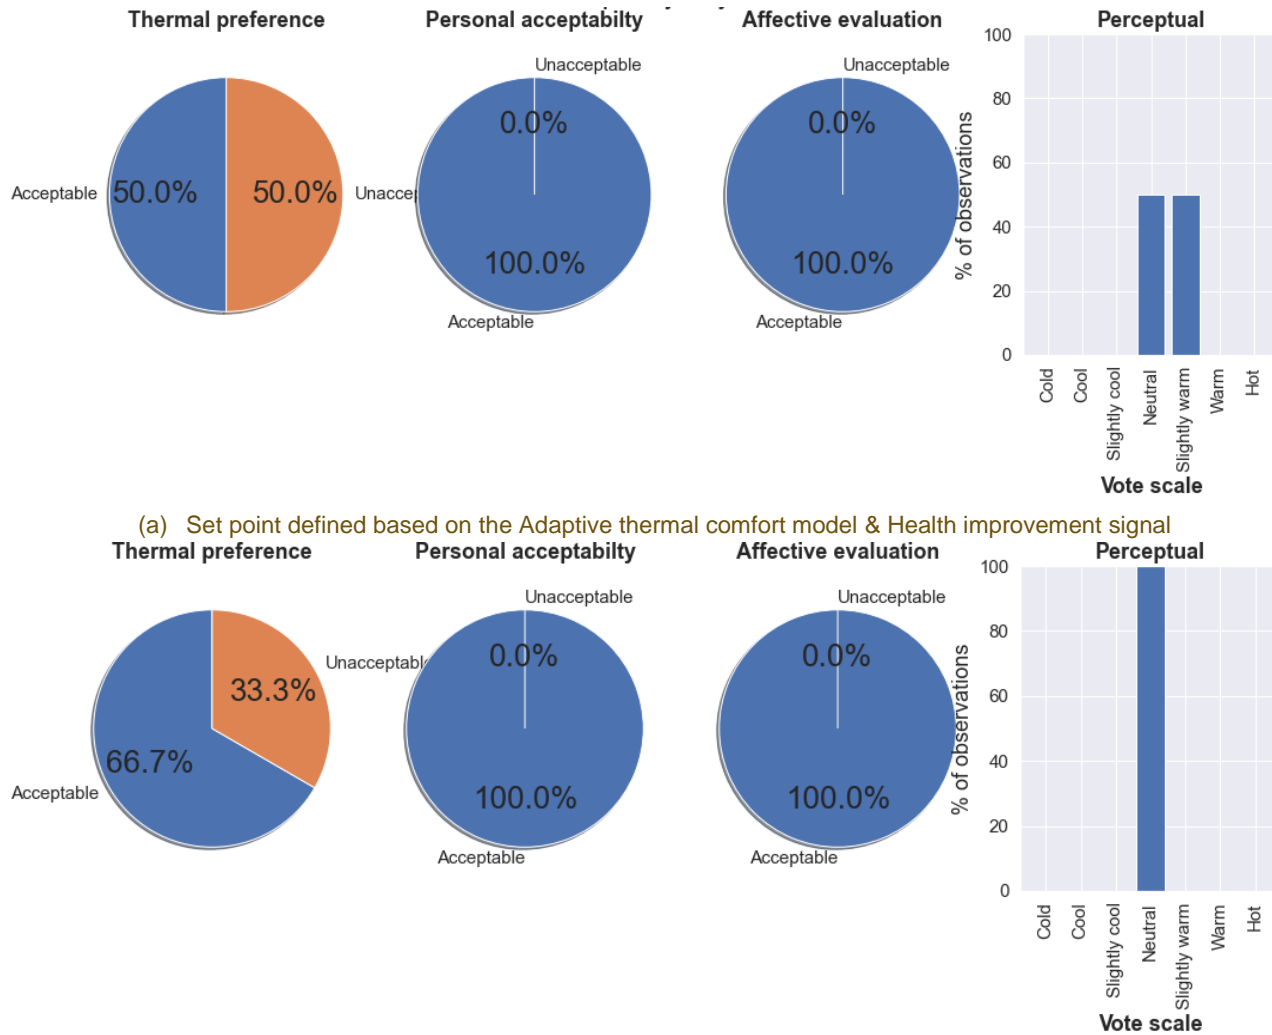 Thermal preference
Personal acceptabilty
Affective evaluation
Perceptual
Acceptable
50.0%
50.0%
Unaccep
Unacceptable
0.0%
100.0%
Acceptable
Unacceptable
0.0%
100.0%
Acceptable
% of observations
100
80
60
40
20
0
Cold
Cool
Slightly cool
Neutral
Slightly warm
Warm
Hot
Vote scale
(a) Set point defined based on the Adaptive thermal comfort model & Health improvement signal
Thermal preference
Personal acceptabilty
Affective evaluation
Perceptual
Unacceptable
33.3%
66.7%
Acceptable
Unacceptable
0.0%
100.0%
Acceptable
Unacceptable
0.0%
100.0%
Acceptable
% of observations
100
80
60
40
20
0
Cold
Cool
Slightly cool
Neutral
Slightly warm
Warm
Hot
Vote scale